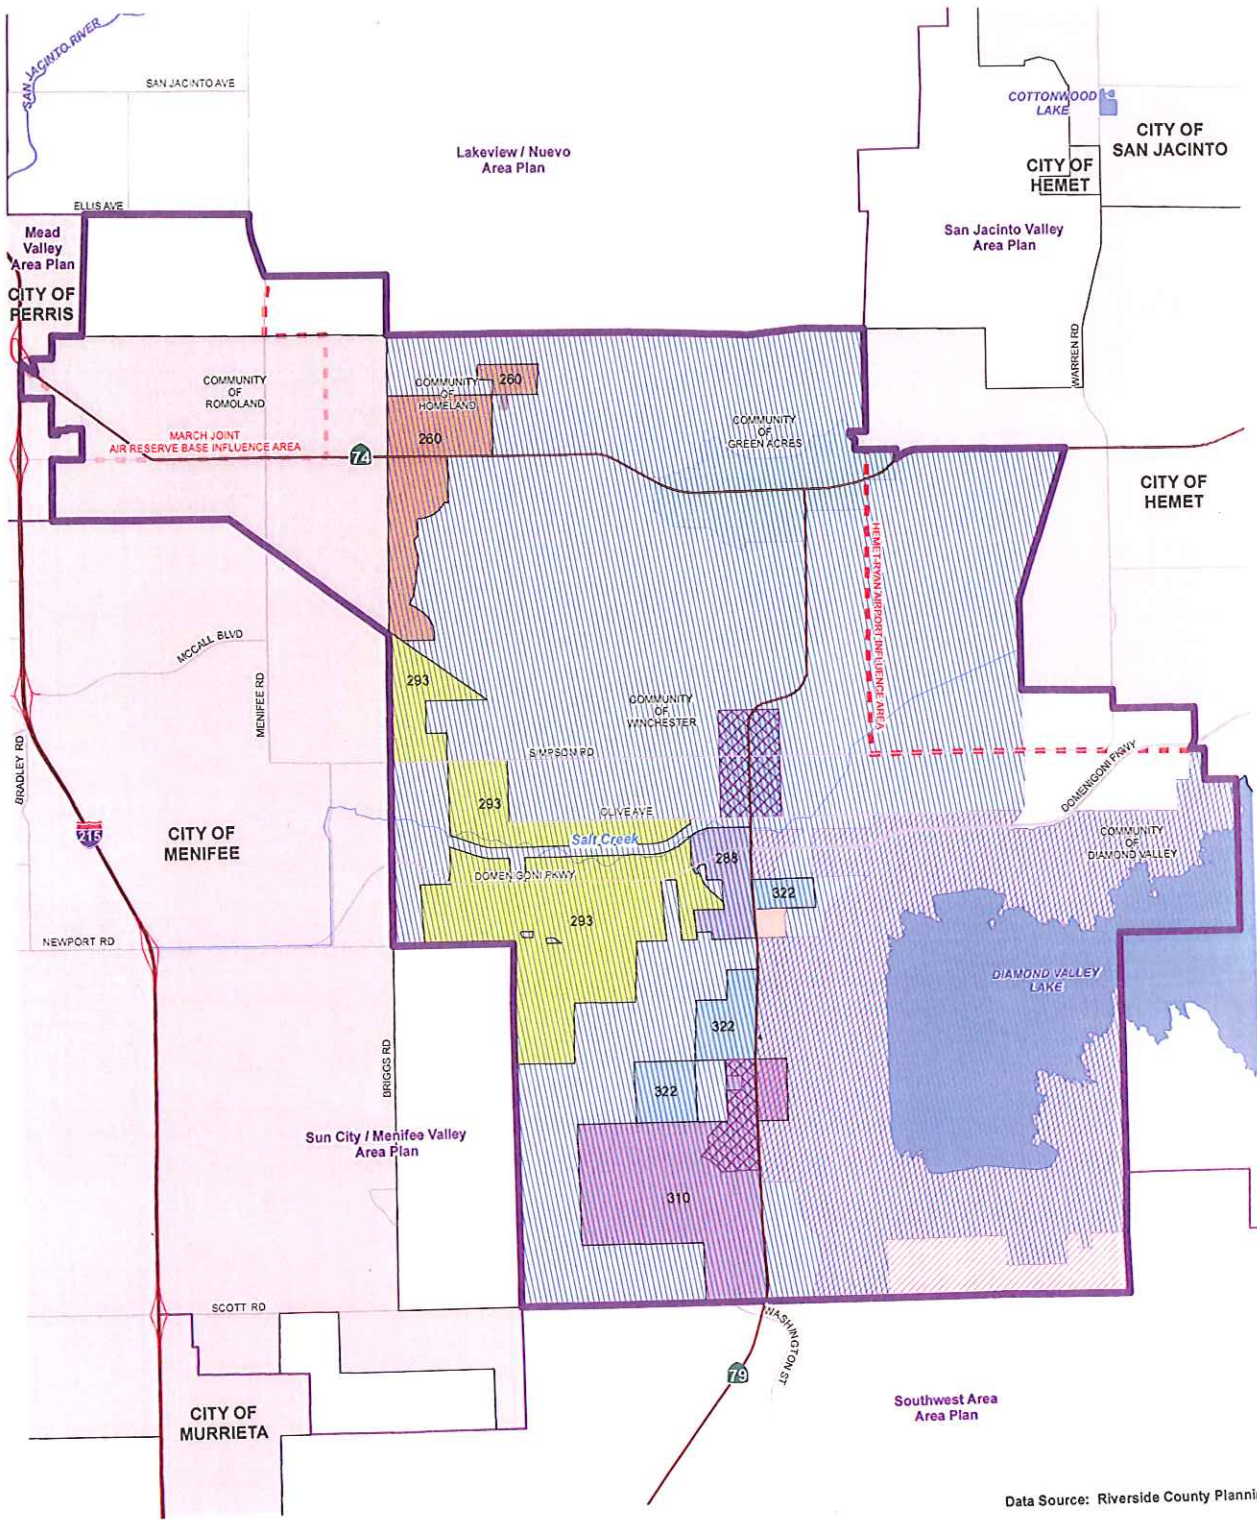 SAN JACINTO RIVER
SAN JACINTO AVE
COTTONWOOD
LAKE
CITY OF
SAN JACINTO
Lakeview / Nuevo
Area Plan
CITY OF
HEMET
ELLIS AVE
Mead
Valley
Area Plan
San Jacinto Valley
Area Plan
CITY OF
PERRIS
WARREN RD
COMMUNITY
OF
ROMOLAND
COMMUNITY
OF
HOMELAND
260
COMMUNITY
OF
GREEN ACRES
MARCH JOINT
AIR RESERVE BASE INFLUENCE AREA
260
74
CITY OF
HEMET
HEMET-RYAN AIRPORT INFLUENCE AREA
MCCALL BLVD
MENIFEE RD
293
COMMUNITY
OF
WINCHESTER
SIMPSON RD
BRADLEY RD
DOMENIGONI PKWY
293
OLIVE AVE
215
CITY OF
MENIFEE
Salt Creek
COMMUNITY
OF
DIAMOND VALLEY
288
DOMENIGONI PKWY
322
293
NEWPORT RD
DIAMOND VALLEY
LAKE
322
BRIGGS RD
322
Sun City / Menifee Valley
Area Plan
310
SCOTT RD
WASHINGTON ST
79
Southwest Area
Area Plan
CITY OF
MURRIETA
Data Source: Riverside County Planni